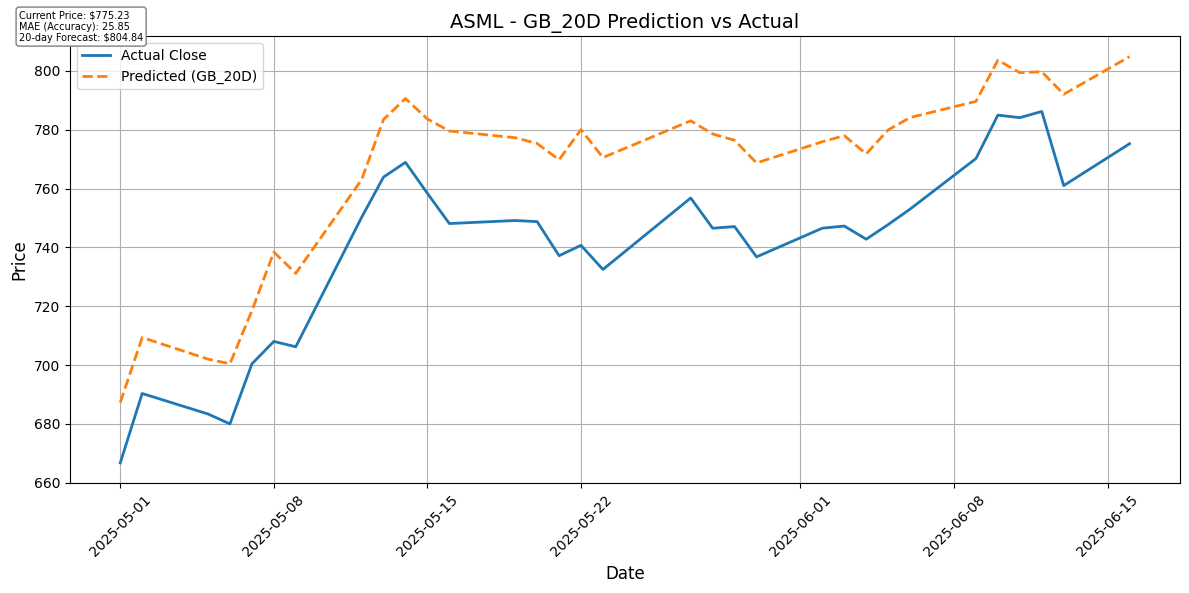 Current Price: $775.23
MAE (Accuracy): 25.85
20-day Forecast: $804.84
ASML - GB_20D Prediction vs Actual
Actual Close
Predicted (GB_20D)
Price
800
780
760
740
720
700
680
660
2025-05-01
2025-05-08
2025-05-15
2025-05-22
2025-06-01
2025-06-08
2025-06-15
Date